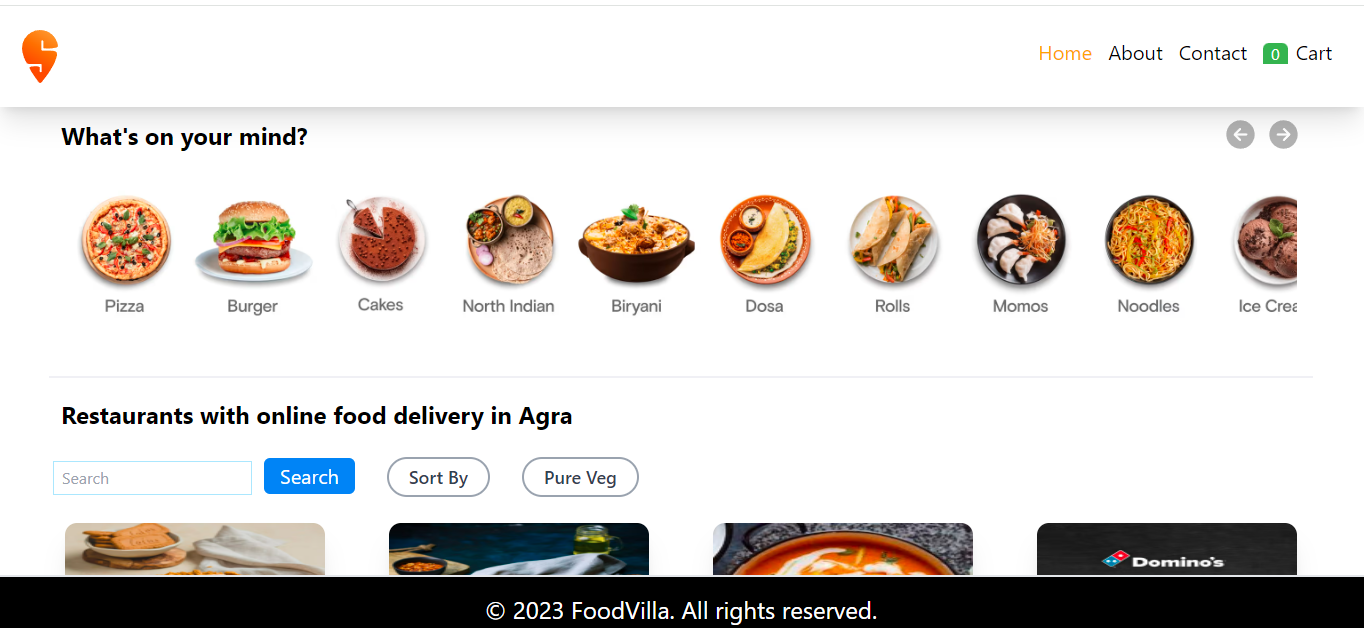 Home About Contact 0 Cart
What's on your mind?
Pizza Burger Cakes North Indian Biryani Dosa Rolls Momos Noodles Ice Crea
Restaurants with online food delivery in Agra
Search Search Sort By Pure Veg
Domino's
© 2023 FoodVilla. All rights reserved.